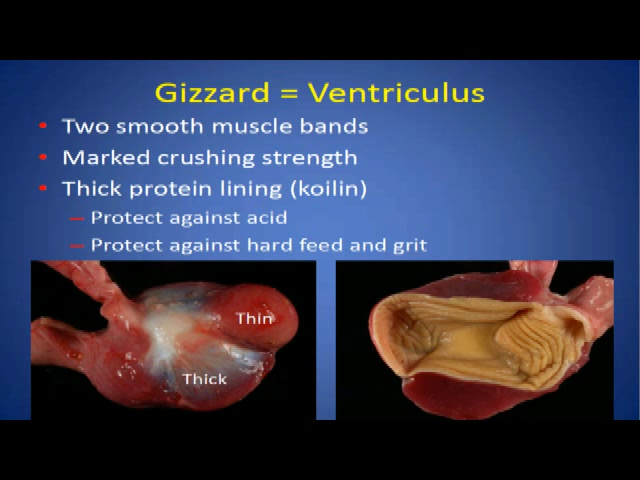 Gizzard = Ventriculus
• Two smooth muscle bands
• Marked crushing strength
• Thick protein lining (koilin)
– Protect against acid
– Protect against hard feed and grit
Thin
Thick